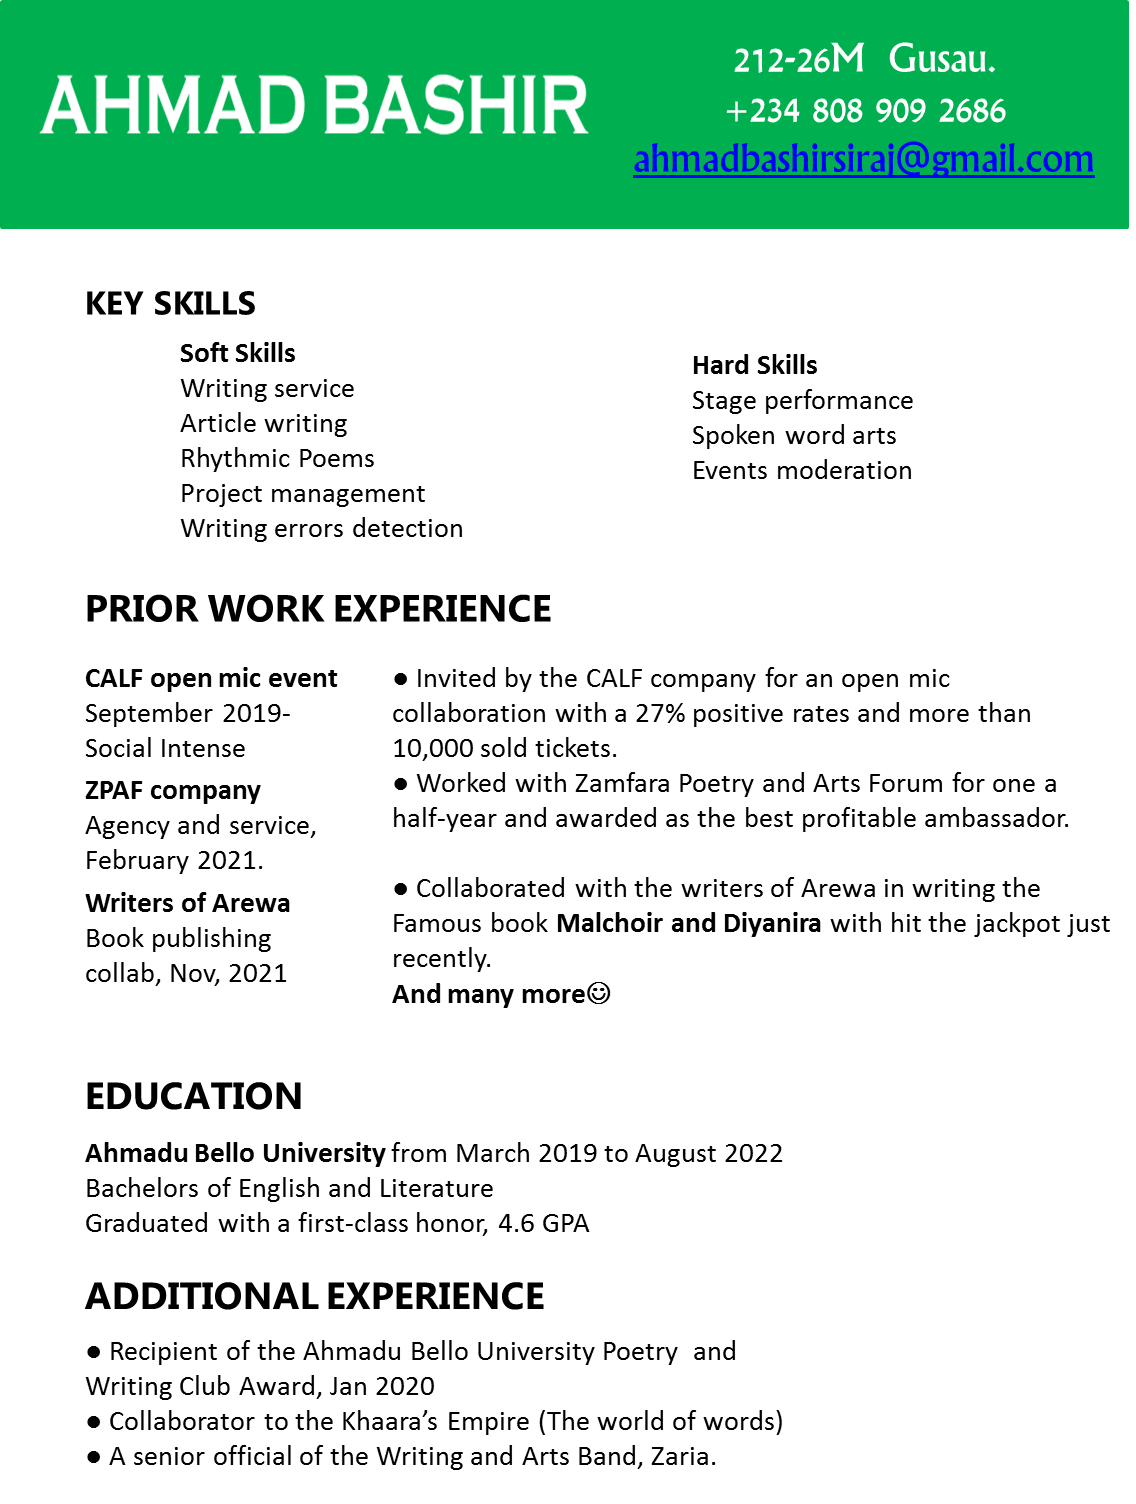 AHMAD BASHIR
212-26M Gusau.
+234 808 909 2686
ahmadbashirsiraj@gmail.com
KEY SKILLS
Soft Skills
Writing service
Article writing
Rhythmic Poems
Project management
Writing errors detection
Hard Skills
Stage performance
Spoken word arts
Events moderation
PRIOR WORK EXPERIENCE
CALF open mic event
September 2019-
Social Intense
ZPAF company
Agency and service,
February 2021.
Writers of Arewa
Book publishing
collab, Nov, 2021
● Invited by the CALF company for an open mic
collaboration with a 27% positive rates and more than
10,000 sold tickets.
● Worked with Zamfara Poetry and Arts Forum for one a
half-year and awarded as the best profitable ambassador.
● Collaborated with the writers of Arewa in writing the
Famous book Malchoir and Diyanira with hit the jackpot just
recently.
And many more☺
EDUCATION
Ahmadu Bello University from March 2019 to August 2022
Bachelors of English and Literature
Graduated with a first-class honor, 4.6 GPA
ADDITIONAL EXPERIENCE
● Recipient of the Ahmadu Bello University Poetry and
Writing Club Award, Jan 2020
● Collaborator to the Khaara’s Empire (The world of words)
● A senior official of the Writing and Arts Band, Zaria.